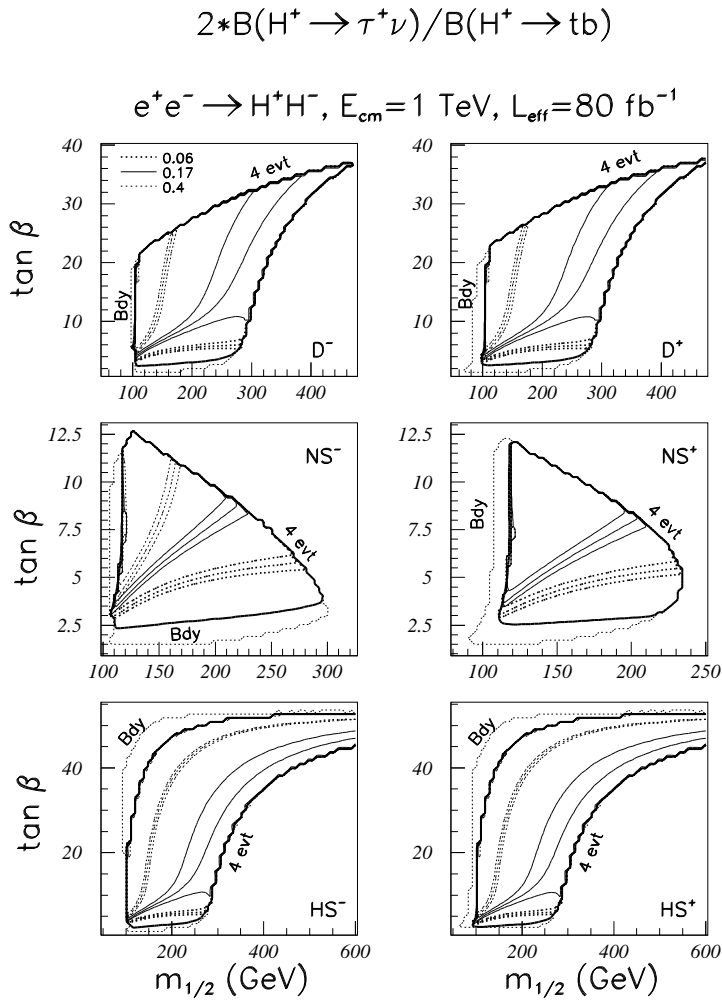 2*B(H⁺ → τ⁺ν)/B(H⁺ → tb)
e⁺e⁻ → H⁺H⁻, E_cm=1 TeV, L_eff=80 fb⁻¹
40
30
20
10
tan β
0.06
0.17
0.4
4 evt
Bdy
D⁻
100 200 300 400
40
30
20
10
4 evt
Bdy
D⁺
100 200 300 400
12.5
10
7.5
5
2.5
tan β
NS⁻
4 evt
Bdy
100 150 200 250 300
12.5
10
7.5
5
2.5
NS⁺
4 evt
Bdy
100 150 200 250
40
20
tan β
Bdy
4 evt
HS⁻
200 400 600
m_1/2 (GeV)
40
20
Bdy
4 evt
HS⁺
200 400 600
m_1/2 (GeV)